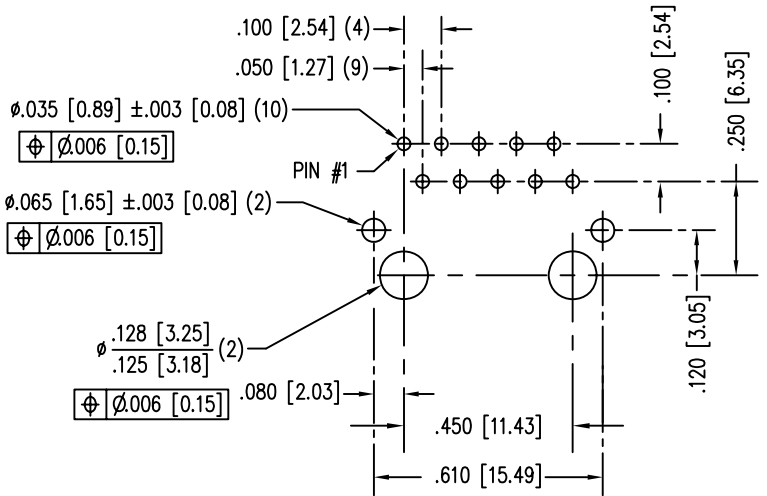 .100 [2.54] (4)
.050 [1.27] (9)
ø.035 [0.89] ±.003 [0.08] (10)
⌖ Ø.006 [0.15]
PIN #1
.100 [2.54]
.250 [6.35]
ø.065 [1.65] ±.003 [0.08] (2)
⌖ Ø.006 [0.15]
ø .128 [3.25]
.125 [3.18] (2)
⌖ Ø.006 [0.15]
.080 [2.03]
.120 [3.05]
.450 [11.43]
.610 [15.49]